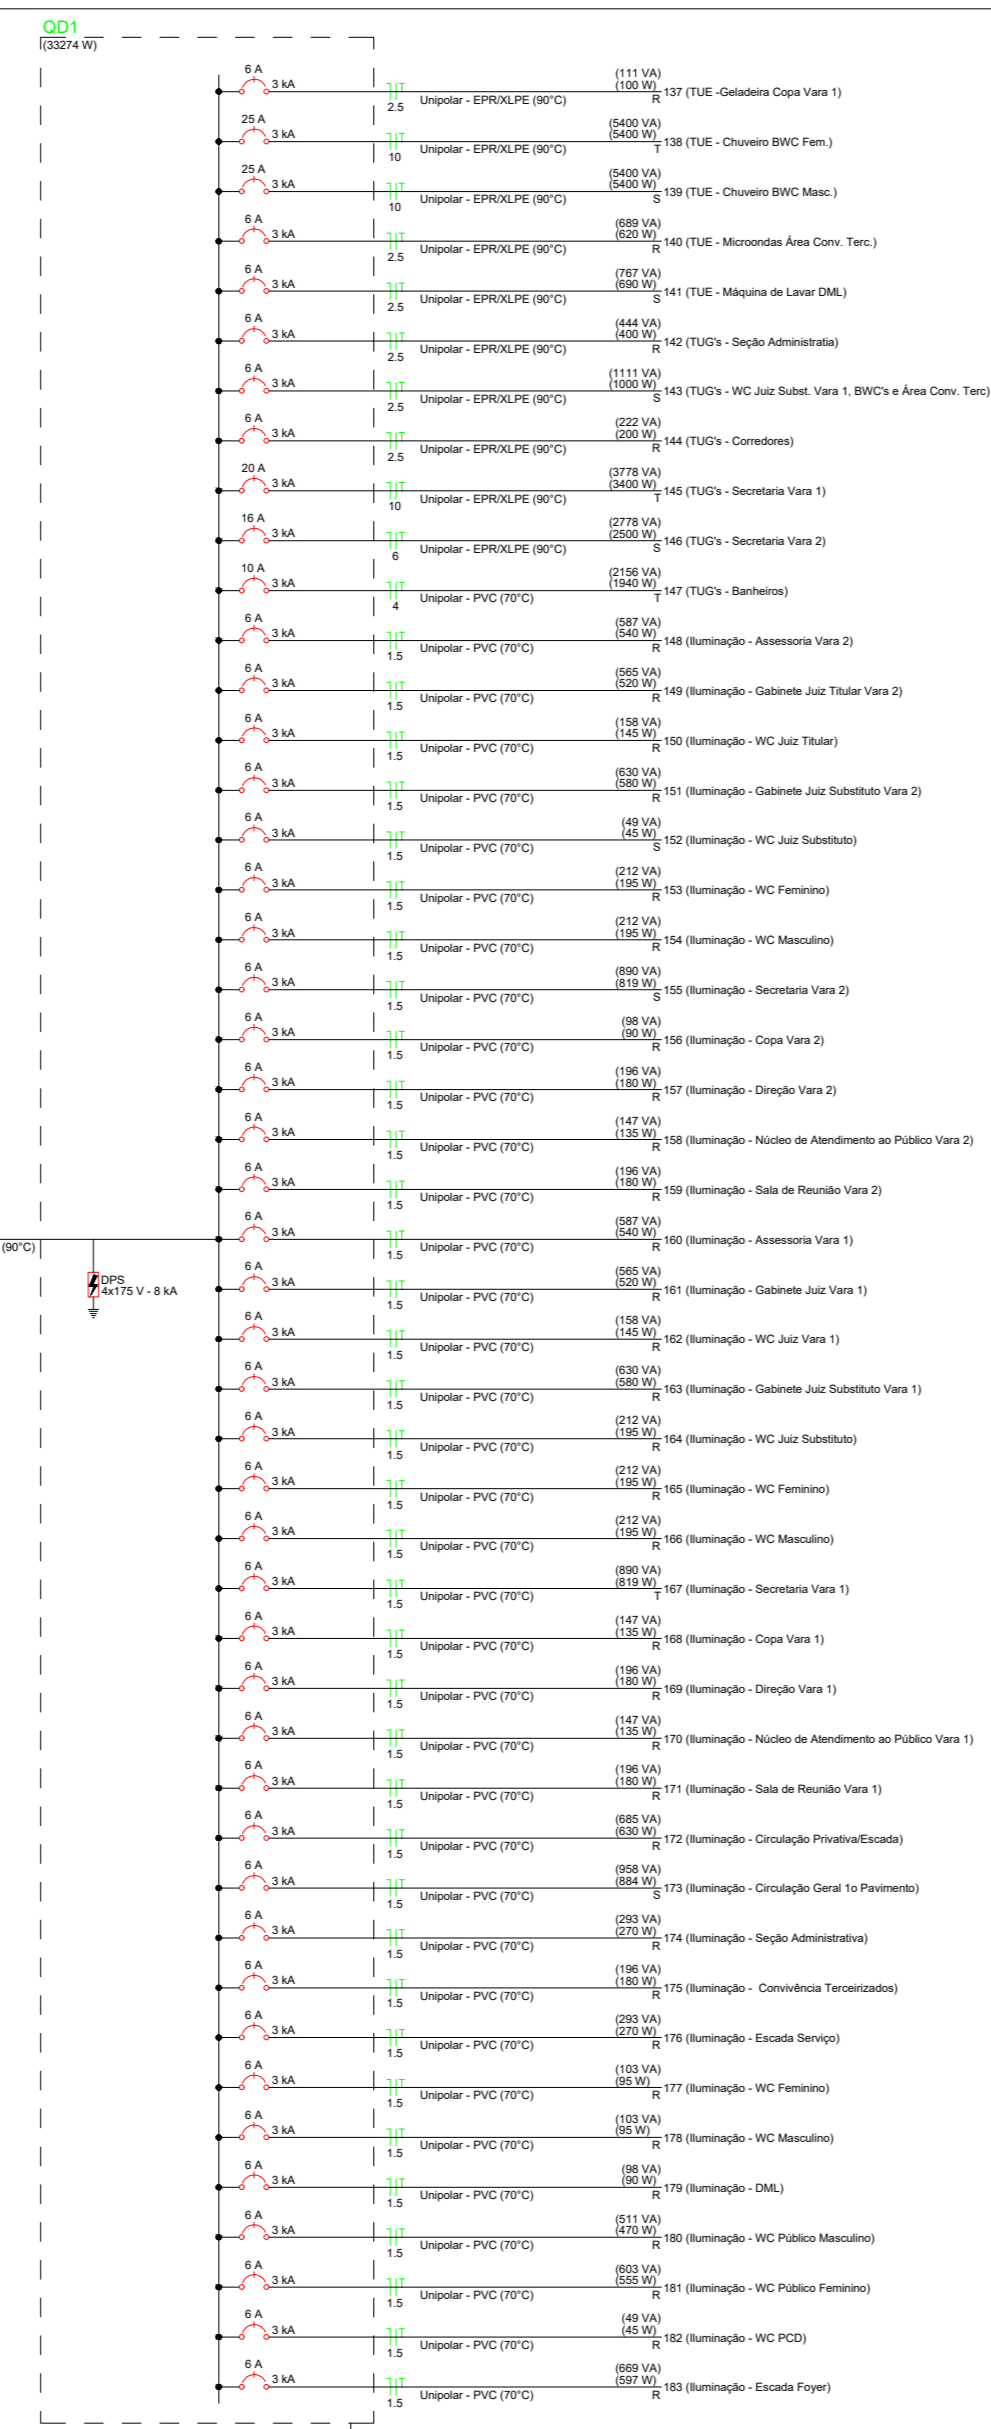 QD1
(33274 W)
6 A
3 kA
2.5
Unipolar - EPR/XLPE (90°C)
(111 VA)
(100 W)
R
137 (TUE -Geladeira Copa Vara 1)
25 A
3 kA
10
Unipolar - EPR/XLPE (90°C)
(5400 VA)
(5400 W)
T
138 (TUE - Chuveiro BWC Fem.)
25 A
3 kA
10
Unipolar - EPR/XLPE (90°C)
(5400 VA)
(5400 W)
S
139 (TUE - Chuveiro BWC Masc.)
6 A
3 kA
2.5
Unipolar - EPR/XLPE (90°C)
(689 VA)
(620 W)
R
140 (TUE - Microondas Área Conv. Terc.)
6 A
3 kA
2.5
Unipolar - EPR/XLPE (90°C)
(767 VA)
(690 W)
S
141 (TUE - Máquina de Lavar DML)
6 A
3 kA
2.5
Unipolar - EPR/XLPE (90°C)
(444 VA)
(400 W)
R
142 (TUG's - Seção Administratia)
6 A
3 kA
2.5
Unipolar - EPR/XLPE (90°C)
(1111 VA)
(1000 W)
S
143 (TUG's - WC Juiz Subst. Vara 1, BWC's e Área Conv. Terc)
6 A
3 kA
2.5
Unipolar - EPR/XLPE (90°C)
(222 VA)
(200 W)
R
144 (TUG's - Corredores)
20 A
3 kA
10
Unipolar - EPR/XLPE (90°C)
(3778 VA)
(3400 W)
T
145 (TUG's - Secretaria Vara 1)
16 A
3 kA
6
Unipolar - EPR/XLPE (90°C)
(2778 VA)
(2500 W)
S
146 (TUG's - Secretaria Vara 2)
10 A
3 kA
4
Unipolar - PVC (70°C)
(2156 VA)
(1940 W)
T
147 (TUG's - Banheiros)
6 A
3 kA
1.5
Unipolar - PVC (70°C)
(587 VA)
(540 W)
R
148 (Iluminação - Assessoria Vara 2)
6 A
3 kA
1.5
Unipolar - PVC (70°C)
(565 VA)
(520 W)
R
149 (Iluminação - Gabinete Juiz Titular Vara 2)
6 A
3 kA
1.5
Unipolar - PVC (70°C)
(158 VA)
(145 W)
R
150 (Iluminação - WC Juiz Titular)
6 A
3 kA
1.5
Unipolar - PVC (70°C)
(630 VA)
(580 W)
R
151 (Iluminação - Gabinete Juiz Substituto Vara 2)
6 A
3 kA
1.5
Unipolar - PVC (70°C)
(49 VA)
(45 W)
S
152 (Iluminação - WC Juiz Substituto)
6 A
3 kA
1.5
Unipolar - PVC (70°C)
(212 VA)
(195 W)
R
153 (Iluminação - WC Feminino)
6 A
3 kA
1.5
Unipolar - PVC (70°C)
(212 VA)
(195 W)
R
154 (Iluminação - WC Masculino)
6 A
3 kA
1.5
Unipolar - PVC (70°C)
(890 VA)
(819 W)
S
155 (Iluminação - Secretaria Vara 2)
6 A
3 kA
1.5
Unipolar - PVC (70°C)
(98 VA)
(90 W)
R
156 (Iluminação - Copa Vara 2)
6 A
3 kA
1.5
Unipolar - PVC (70°C)
(196 VA)
(180 W)
R
157 (Iluminação - Direção Vara 2)
6 A
3 kA
1.5
Unipolar - PVC (70°C)
(147 VA)
(135 W)
R
158 (Iluminação - Núcleo de Atendimento ao Público Vara 2)
6 A
3 kA
1.5
Unipolar - PVC (70°C)
(196 VA)
(180 W)
R
159 (Iluminação - Sala de Reunião Vara 2)
(90°C)
DPS
4x175 V - 8 kA
6 A
3 kA
1.5
Unipolar - PVC (70°C)
(587 VA)
(540 W)
R
160 (Iluminação - Assessoria Vara 1)
6 A
3 kA
1.5
Unipolar - PVC (70°C)
(565 VA)
(520 W)
R
161 (Iluminação - Gabinete Juiz Vara 1)
6 A
3 kA
1.5
Unipolar - PVC (70°C)
(158 VA)
(145 W)
R
162 (Iluminação - WC Juiz Vara 1)
6 A
3 kA
1.5
Unipolar - PVC (70°C)
(630 VA)
(580 W)
R
163 (Iluminação - Gabinete Juiz Substituto Vara 1)
6 A
3 kA
1.5
Unipolar - PVC (70°C)
(212 VA)
(195 W)
R
164 (Iluminação - WC Juiz Substituto)
6 A
3 kA
1.5
Unipolar - PVC (70°C)
(212 VA)
(195 W)
R
165 (Iluminação - WC Feminino)
6 A
3 kA
1.5
Unipolar - PVC (70°C)
(212 VA)
(195 W)
R
166 (Iluminação - WC Masculino)
6 A
3 kA
1.5
Unipolar - PVC (70°C)
(890 VA)
(819 W)
T
167 (Iluminação - Secretaria Vara 1)
6 A
3 kA
1.5
Unipolar - PVC (70°C)
(147 VA)
(135 W)
R
168 (Iluminação - Copa Vara 1)
6 A
3 kA
1.5
Unipolar - PVC (70°C)
(196 VA)
(180 W)
R
169 (Iluminação - Direção Vara 1)
6 A
3 kA
1.5
Unipolar - PVC (70°C)
(147 VA)
(135 W)
R
170 (Iluminação - Núcleo de Atendimento ao Público Vara 1)
6 A
3 kA
1.5
Unipolar - PVC (70°C)
(196 VA)
(180 W)
R
171 (Iluminação - Sala de Reunião Vara 1)
6 A
3 kA
1.5
Unipolar - PVC (70°C)
(685 VA)
(630 W)
R
172 (Iluminação - Circulação Privativa/Escada)
6 A
3 kA
1.5
Unipolar - PVC (70°C)
(958 VA)
(884 W)
S
173 (Iluminação - Circulação Geral 1o Pavimento)
6 A
3 kA
1.5
Unipolar - PVC (70°C)
(293 VA)
(270 W)
R
174 (Iluminação - Seção Administrativa)
6 A
3 kA
1.5
Unipolar - PVC (70°C)
(196 VA)
(180 W)
R
175 (Iluminação - Convivência Terceirizados)
6 A
3 kA
1.5
Unipolar - PVC (70°C)
(293 VA)
(270 W)
R
176 (Iluminação - Escada Serviço)
6 A
3 kA
1.5
Unipolar - PVC (70°C)
(103 VA)
(95 W)
R
177 (Iluminação - WC Feminino)
6 A
3 kA
1.5
Unipolar - PVC (70°C)
(103 VA)
(95 W)
R
178 (Iluminação - WC Masculino)
6 A
3 kA
1.5
Unipolar - PVC (70°C)
(98 VA)
(90 W)
R
179 (Iluminação - DML)
6 A
3 kA
1.5
Unipolar - PVC (70°C)
(511 VA)
(470 W)
R
180 (Iluminação - WC Público Masculino)
6 A
3 kA
1.5
Unipolar - PVC (70°C)
(603 VA)
(555 W)
R
181 (Iluminação - WC Público Feminino)
6 A
3 kA
1.5
Unipolar - PVC (70°C)
(49 VA)
(45 W)
R
182 (Iluminação - WC PCD)
6 A
3 kA
1.5
Unipolar - PVC (70°C)
(669 VA)
(597 W)
R
183 (Iluminação - Escada Foyer)